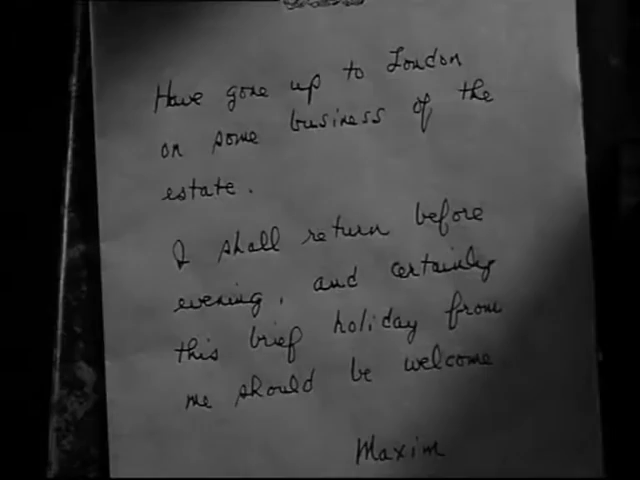 Have gone up to London
on some business of the
estate.
I shall return before
evening, and certainly
this brief holiday from
me should be welcome
Maxim